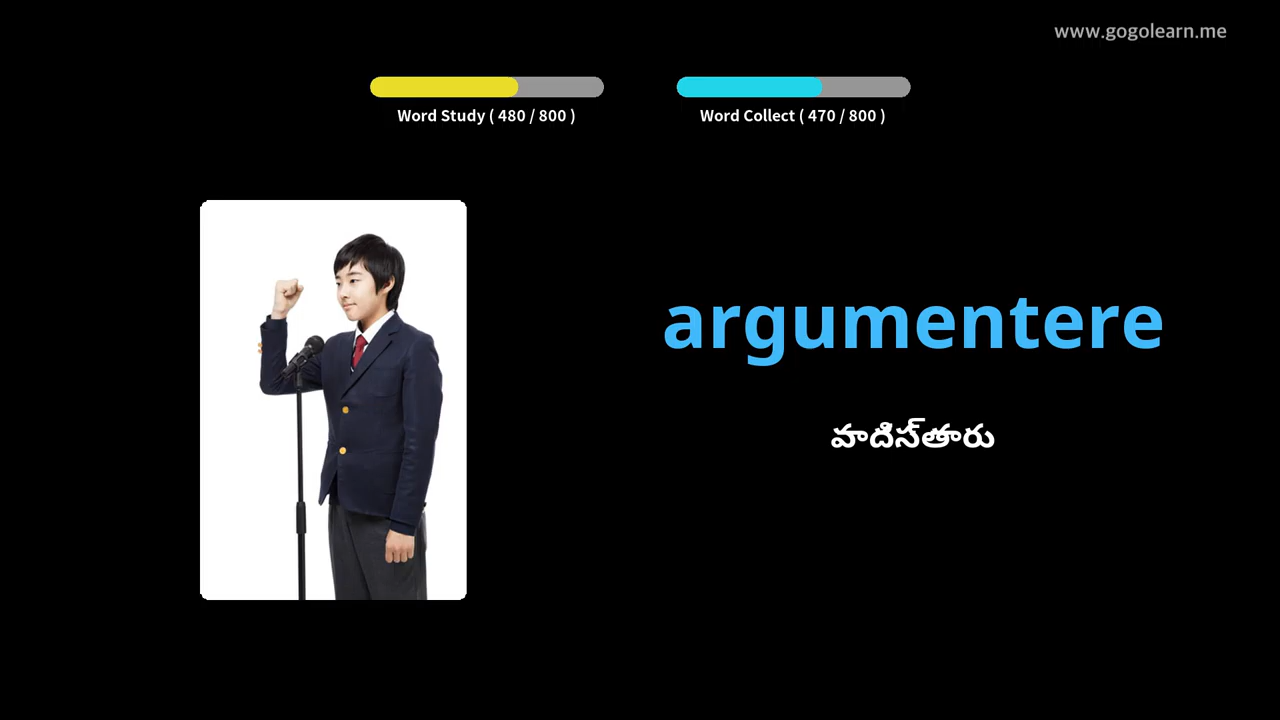 www.gogolearn.me
Word Study ( 480 / 800 )
Word Collect ( 470 / 800 )
argumentere
వాదిస్‌తారు